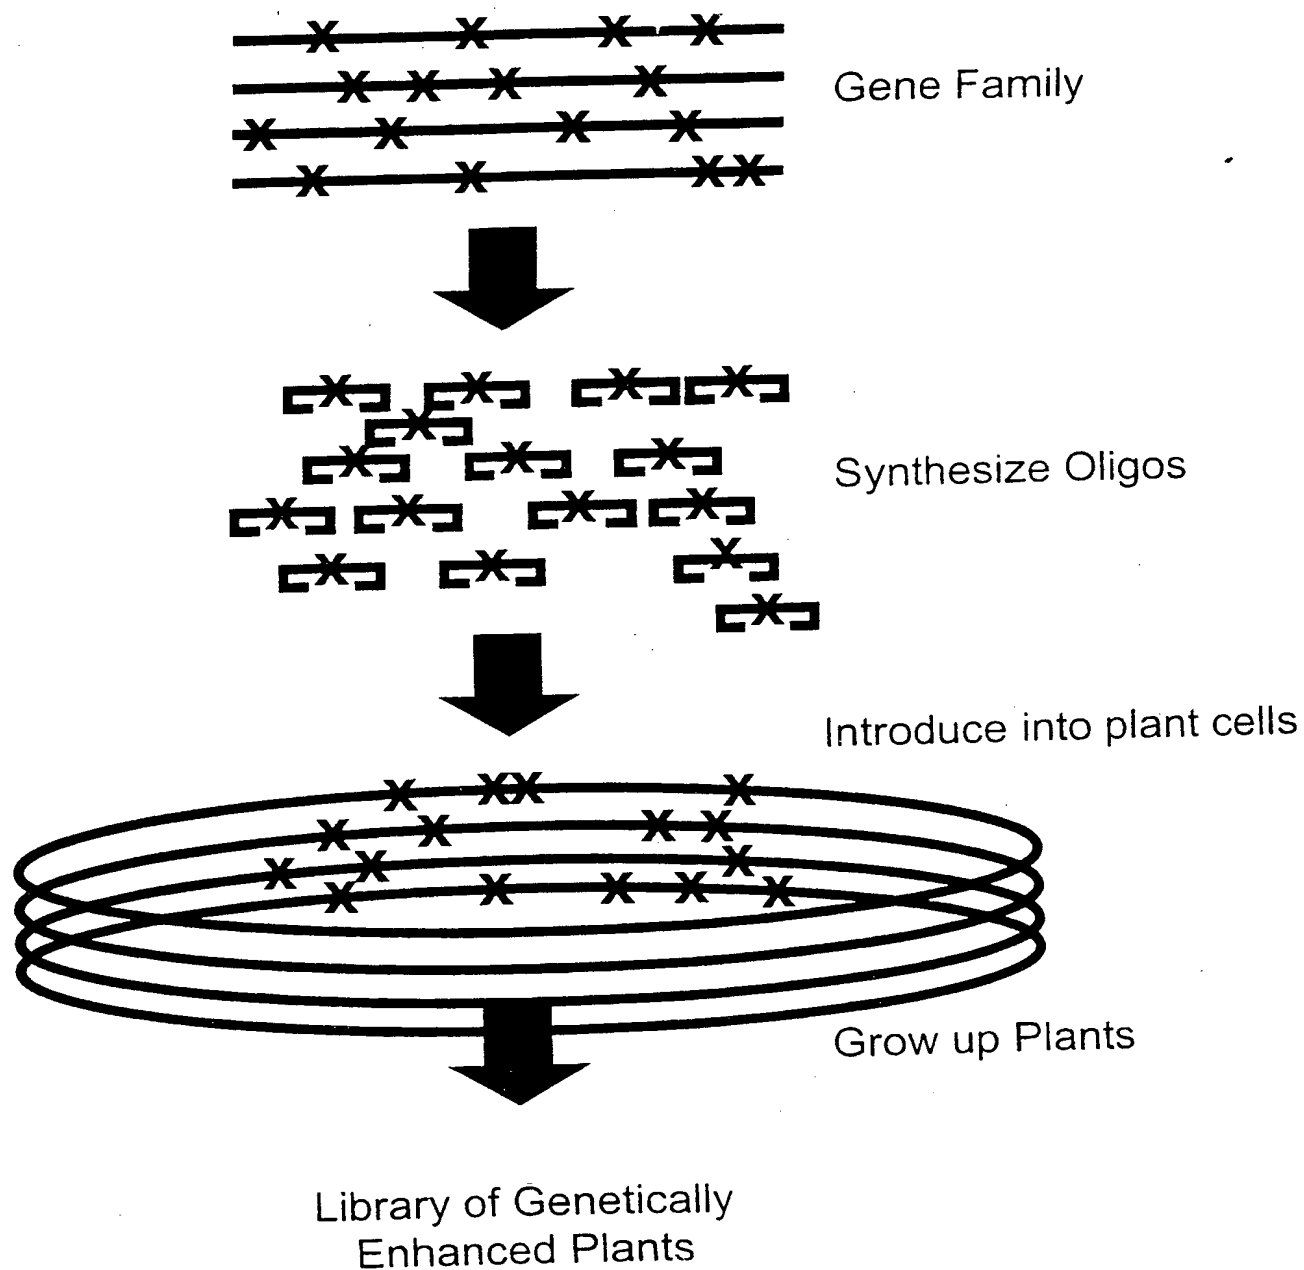 Gene Family
Synthesize Oligos
Introduce into plant cells
Grow up Plants
Library of Genetically
Enhanced Plants